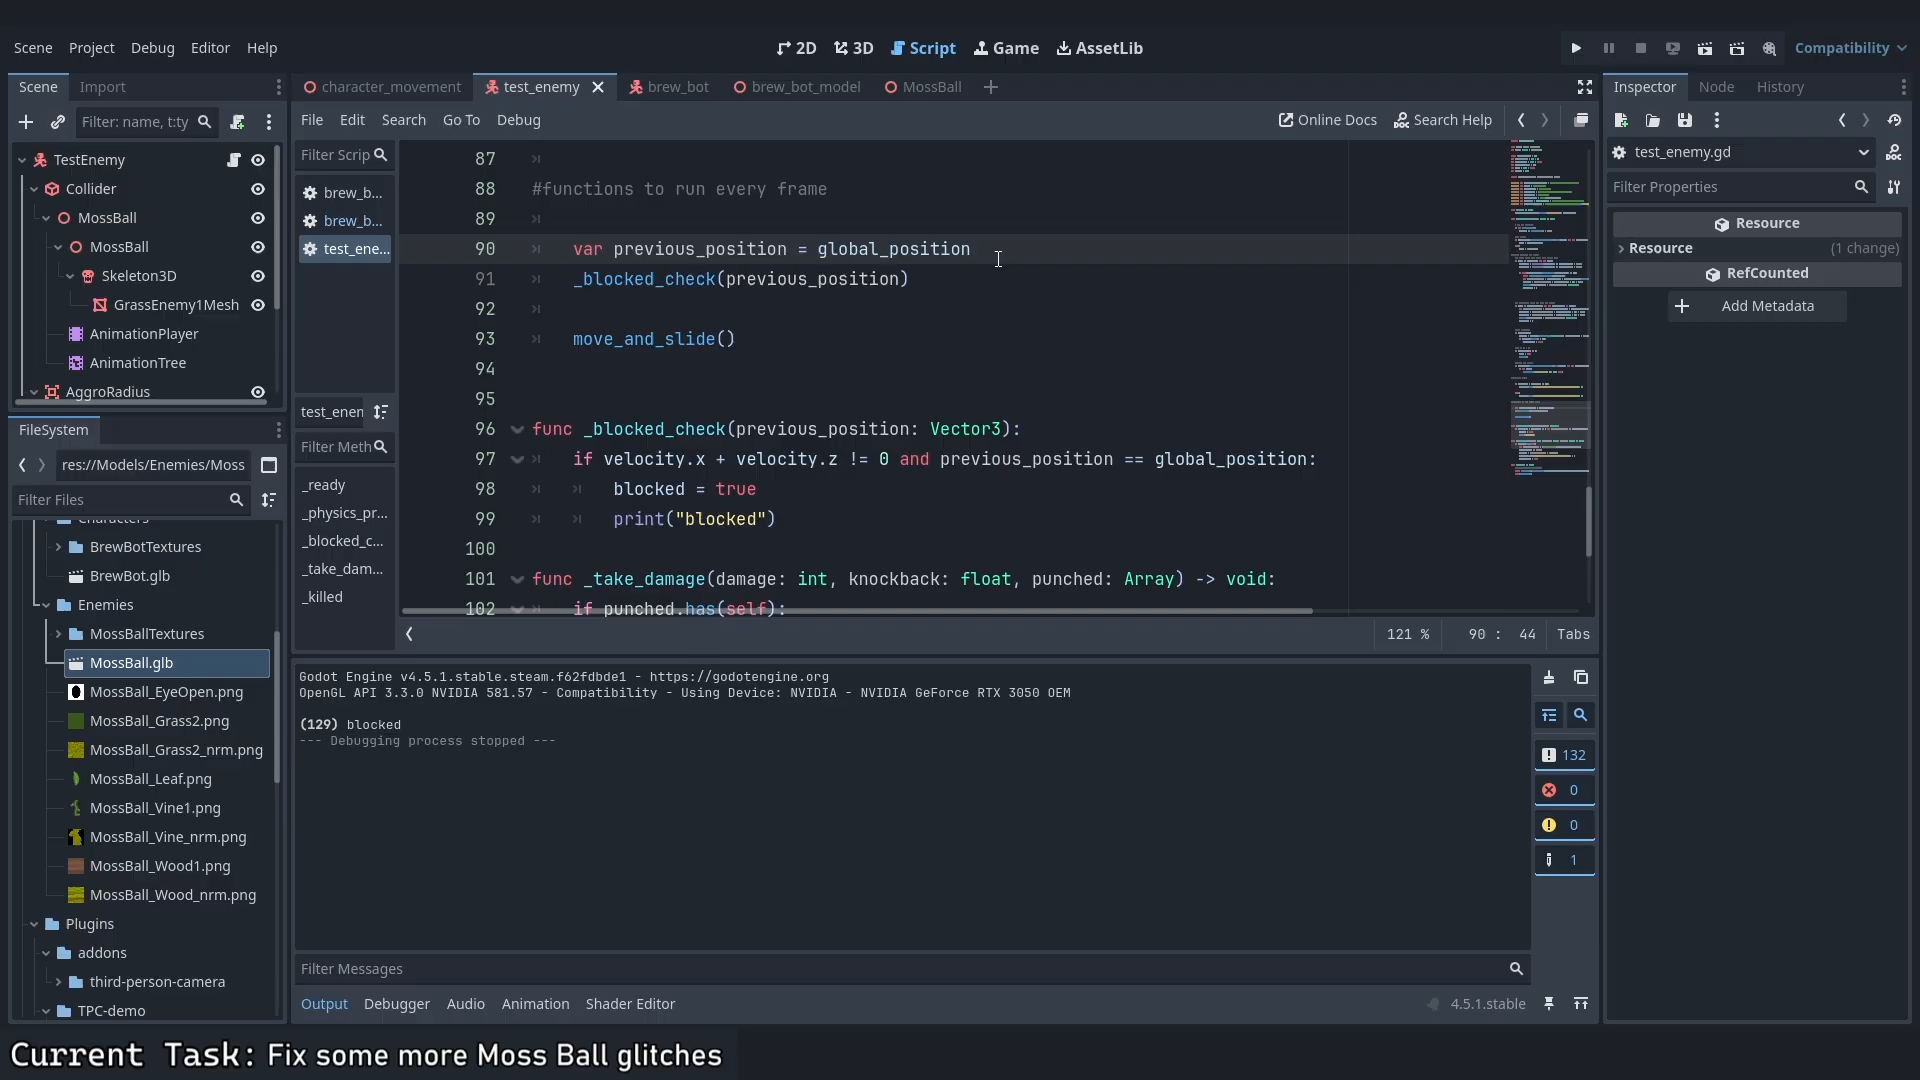 Scene Project Debug Editor Help
2D 3D Script Game AssetLib
Compatibility
Scene Import
character_movement test_enemy brew_bot brew_bot_model MossBall
Inspector Node History
Filter: name, t:ty
File Edit Search Go To Debug
Online Docs Search Help
TestEnemy
Collider
MossBall
MossBall
Skeleton3D
GrassEnemy1Mesh
AnimationPlayer
AnimationTree
AggroRadius
Filter Scrip
brew_b...
brew_b...
test_ene...
test_enen
Filter Meth
_ready
_physics_pr...
_blocked_c...
_take_dam...
_killed
87
88 #functions to run every frame
89
90 var previous_position = global_position
91 _blocked_check(previous_position)
92
93 move_and_slide()
94
95
96 func _blocked_check(previous_position: Vector3):
97 if velocity.x + velocity.z != 0 and previous_position == global_position:
98 blocked = true
99 print("blocked")
100
101 func _take_damage(damage: int, knockback: float, punched: Array) -> void:
102 if punched.has(self):
121 % 90 : 44 Tabs
test_enemy.gd
Filter Properties
Resource
Resource (1 change)
RefCounted
Add Metadata
FileSystem
res://Models/Enemies/Moss
Filter Files
Characters
BrewBotTextures
BrewBot.glb
Enemies
MossBallTextures
MossBall.glb
MossBall_EyeOpen.png
MossBall_Grass2.png
MossBall_Grass2_nrm.png
MossBall_Leaf.png
MossBall_Vine1.png
MossBall_Vine_nrm.png
MossBall_Wood1.png
MossBall_Wood_nrm.png
Plugins
addons
third-person-camera
TPC-demo
Godot Engine v4.5.1.stable.steam.f62fdbde1 - https://godotengine.org
OpenGL API 3.3.0 NVIDIA 581.57 - Compatibility - Using Device: NVIDIA - NVIDIA GeForce RTX 3050 OEM
(129) blocked
--- Debugging process stopped ---
132
0
0
1
Filter Messages
Output Debugger Audio Animation Shader Editor
4.5.1.stable
Current Task: Fix some more Moss Ball glitches